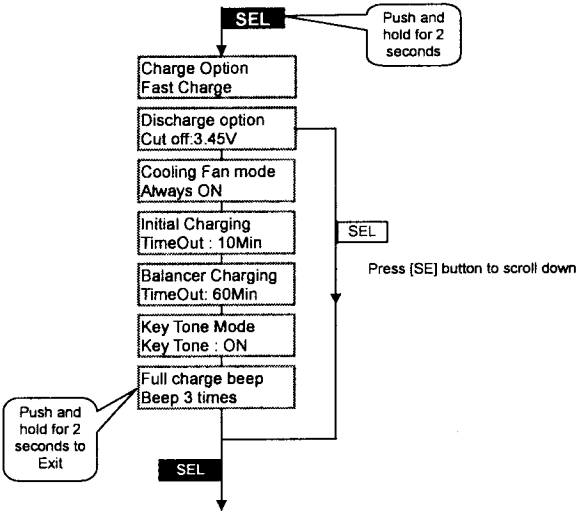 SEL
Push and
hold for 2
seconds
Charge Option
Fast Charge
Discharge option
Cut off:3.45V
Cooling Fan mode
Always ON
Initial Charging
TimeOut : 10Min
SEL
Press [SE] button to scroll down
Balancer Charging
TimeOut: 60Min
Key Tone Mode
Key Tone : ON
Full charge beep
Beep 3 times
Push and
hold for 2
seconds to
Exit
SEL